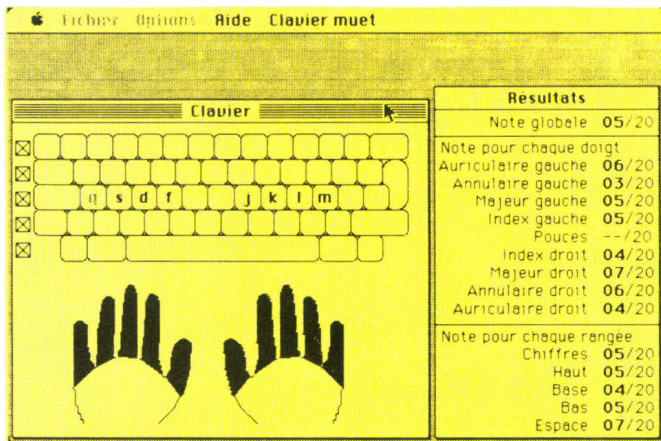 Fichier Options Aide Clavier muet
Clavier
q s d f j k l m
Résultats
Note globale 05/20
Note pour chaque doigt
Auriculaire gauche 06/20
Annulaire gauche 03/20
Majeur gauche 05/20
Index gauche 05/20
Pouces --/20
Index droit 04/20
Majeur droit 07/20
Annulaire droit 06/20
Auriculaire droit 04/20
Note pour chaque rangée
Chiffres 05/20
Haut 05/20
Base 04/20
Bas 05/20
Espace 07/20